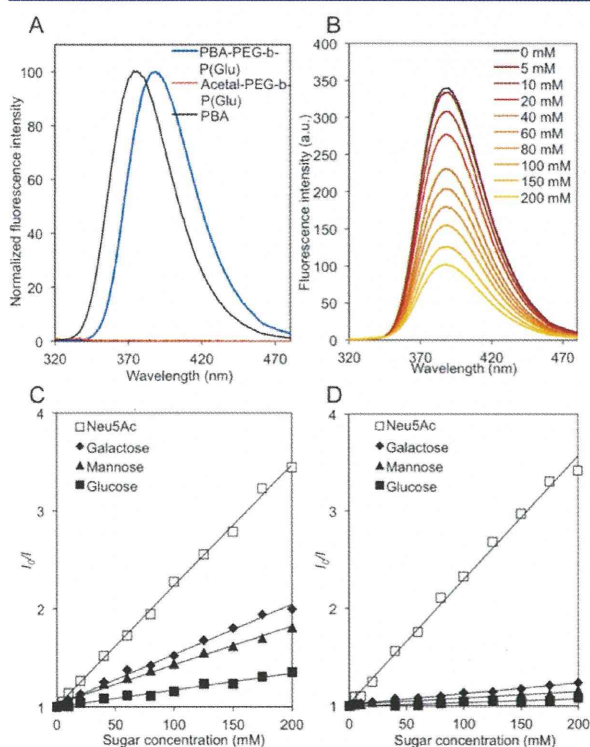 A
PBA-PEG-b-
P(Glu)
Acetal-PEG-b-
P(Glu)
PBA
Normalized fluorescence intensity
100
80
60
40
20
0
320
370
420
470
Wavelength (nm)
B
0 mM
5 mM
10 mM
20 mM
40 mM
60 mM
80 mM
100 mM
150 mM
200 mM
Fluorescence intensity (a.u.)
400
350
300
250
200
150
100
50
0
320
370
420
470
Wavelength (nm)
C
Neu5Ac
Galactose
Mannose
Glucose
I0/I
4
3
2
1
0
50
100
150
200
Sugar concentration (mM)
D
Neu5Ac
Galactose
Mannose
Glucose
I0/I
4
3
2
1
0
50
100
150
200
Sugar concentration (mM)